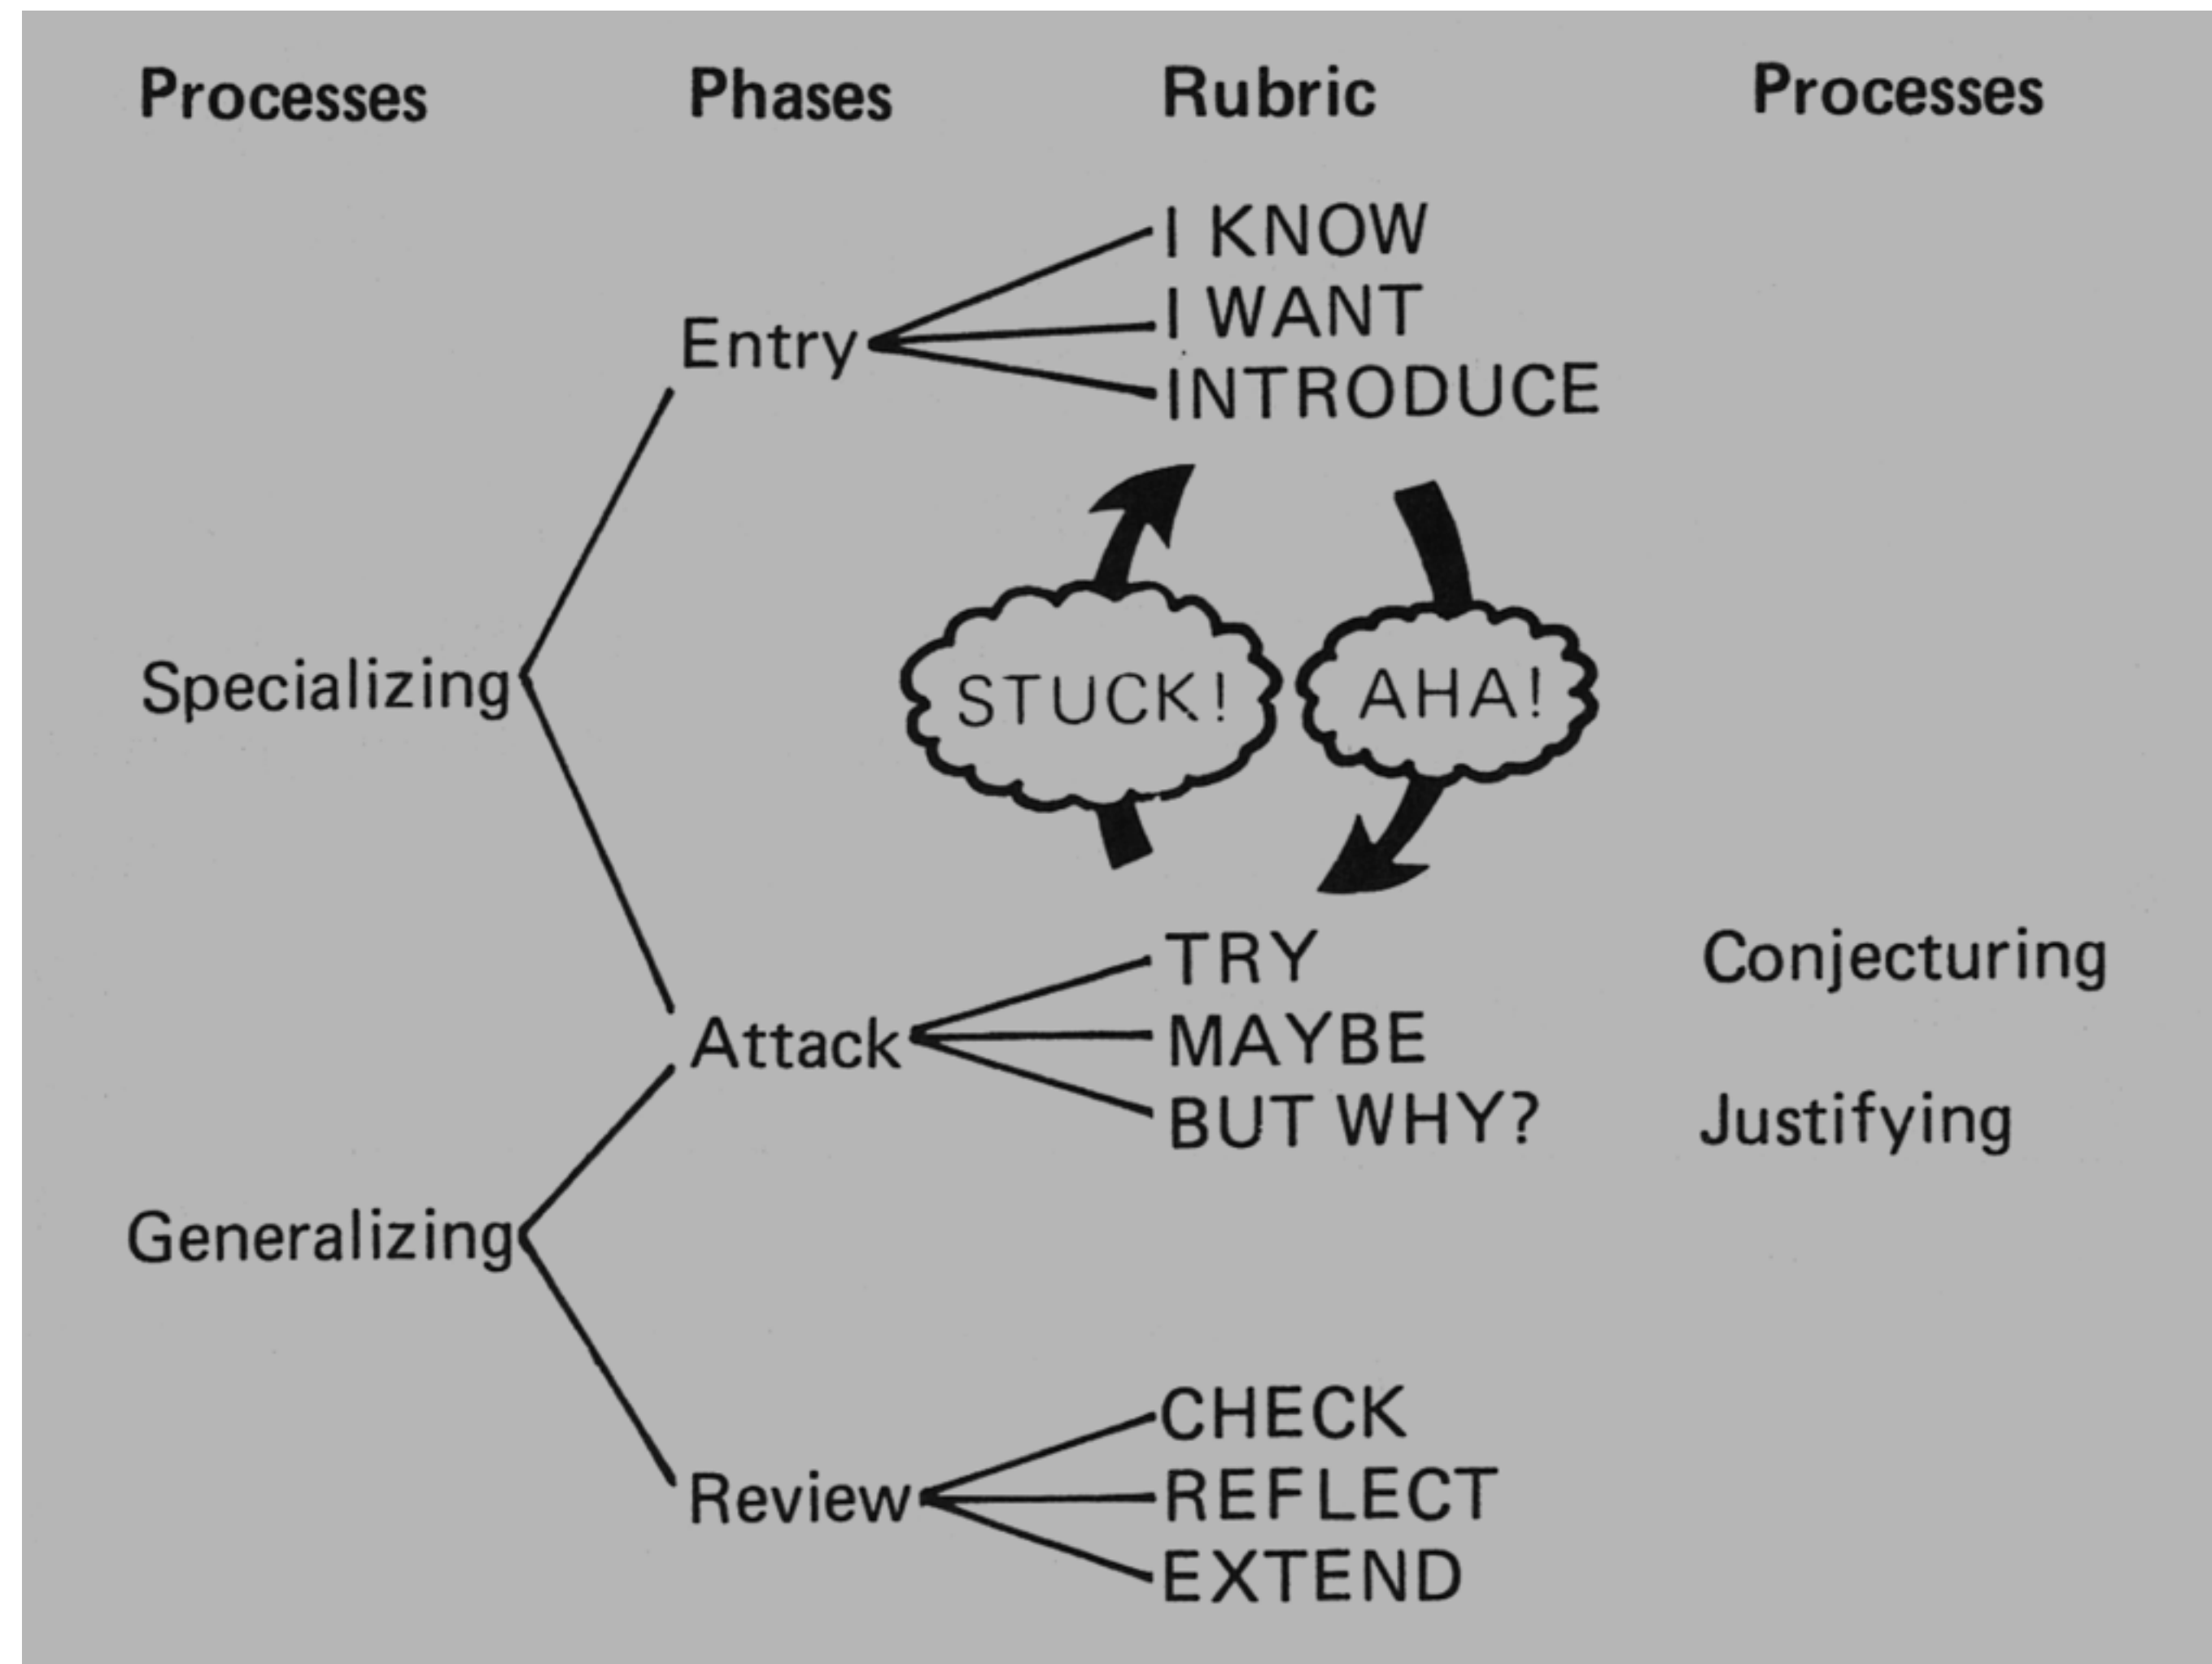 Processes Phases Rubric Processes
I KNOW
I WANT
Entry
INTRODUCE
Specializing
STUCK!
AHA!
TRY
Conjecturing
Attack
MAYBE
BUT WHY?
Justifying
Generalizing
CHECK
Review
REFLECT
EXTEND